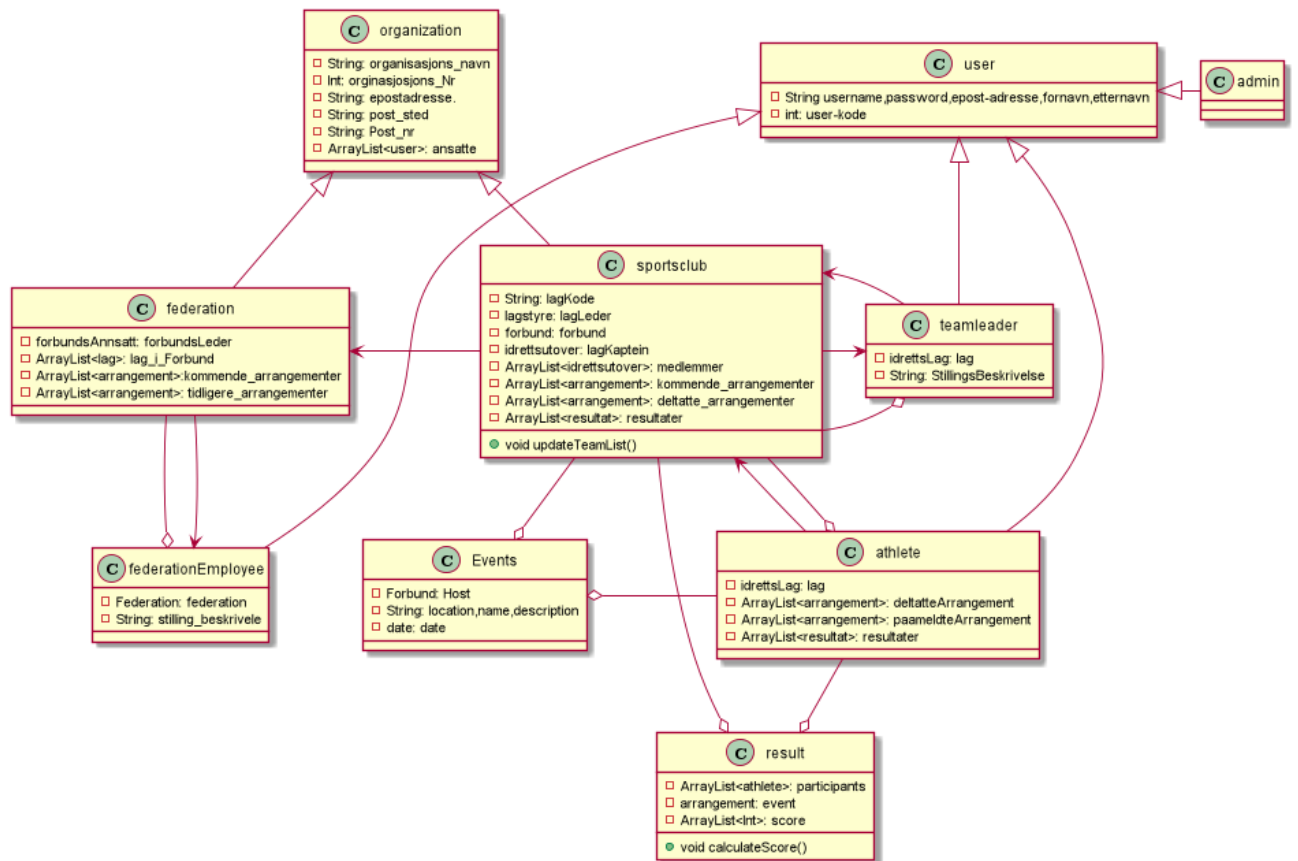 C organization
String: organisasjons_navn
Int: orginasjosjons_Nr
String: epostadresse.
String: post_sted
String: Post_nr
ArrayList<user>: ansatte
C user
String username,password,epost-adresse,fornavn,etternavn
int: user-kode
C admin
C sportsclub
String: lagKode
lagstyre: lagLeder
forbund: forbund
idrettsutover: lagKaptein
ArrayList<idrettsutover>: medlemmer
ArrayList<arrangement>: kommende_arrangementer
ArrayList<arrangement>: deltatte_arrangementer
ArrayList<resultat>: resultater
void updateTeamList()
C federation
forbundsAnnsatt: forbundsLeder
ArrayList<lag>: lag_i_Forbund
ArrayList<arrangement>:kommende_arrangementer
ArrayList<arrangement>: tidligere_arrangementer
C teamleader
idrettsLag: lag
String: StillingsBeskrivelse
C federationEmployee
Federation: federation
String: stilling_beskrivele
C Events
Forbund: Host
String: location,name,description
date: date
C athlete
idrettsLag: lag
ArrayList<arrangement>: deltatteArrangement
ArrayList<arrangement>: paameldteArrangement
ArrayList<resultat>: resultater
C result
ArrayList<athlete>: participants
arrangement: event
ArrayList<Int>: score
void calculateScore()